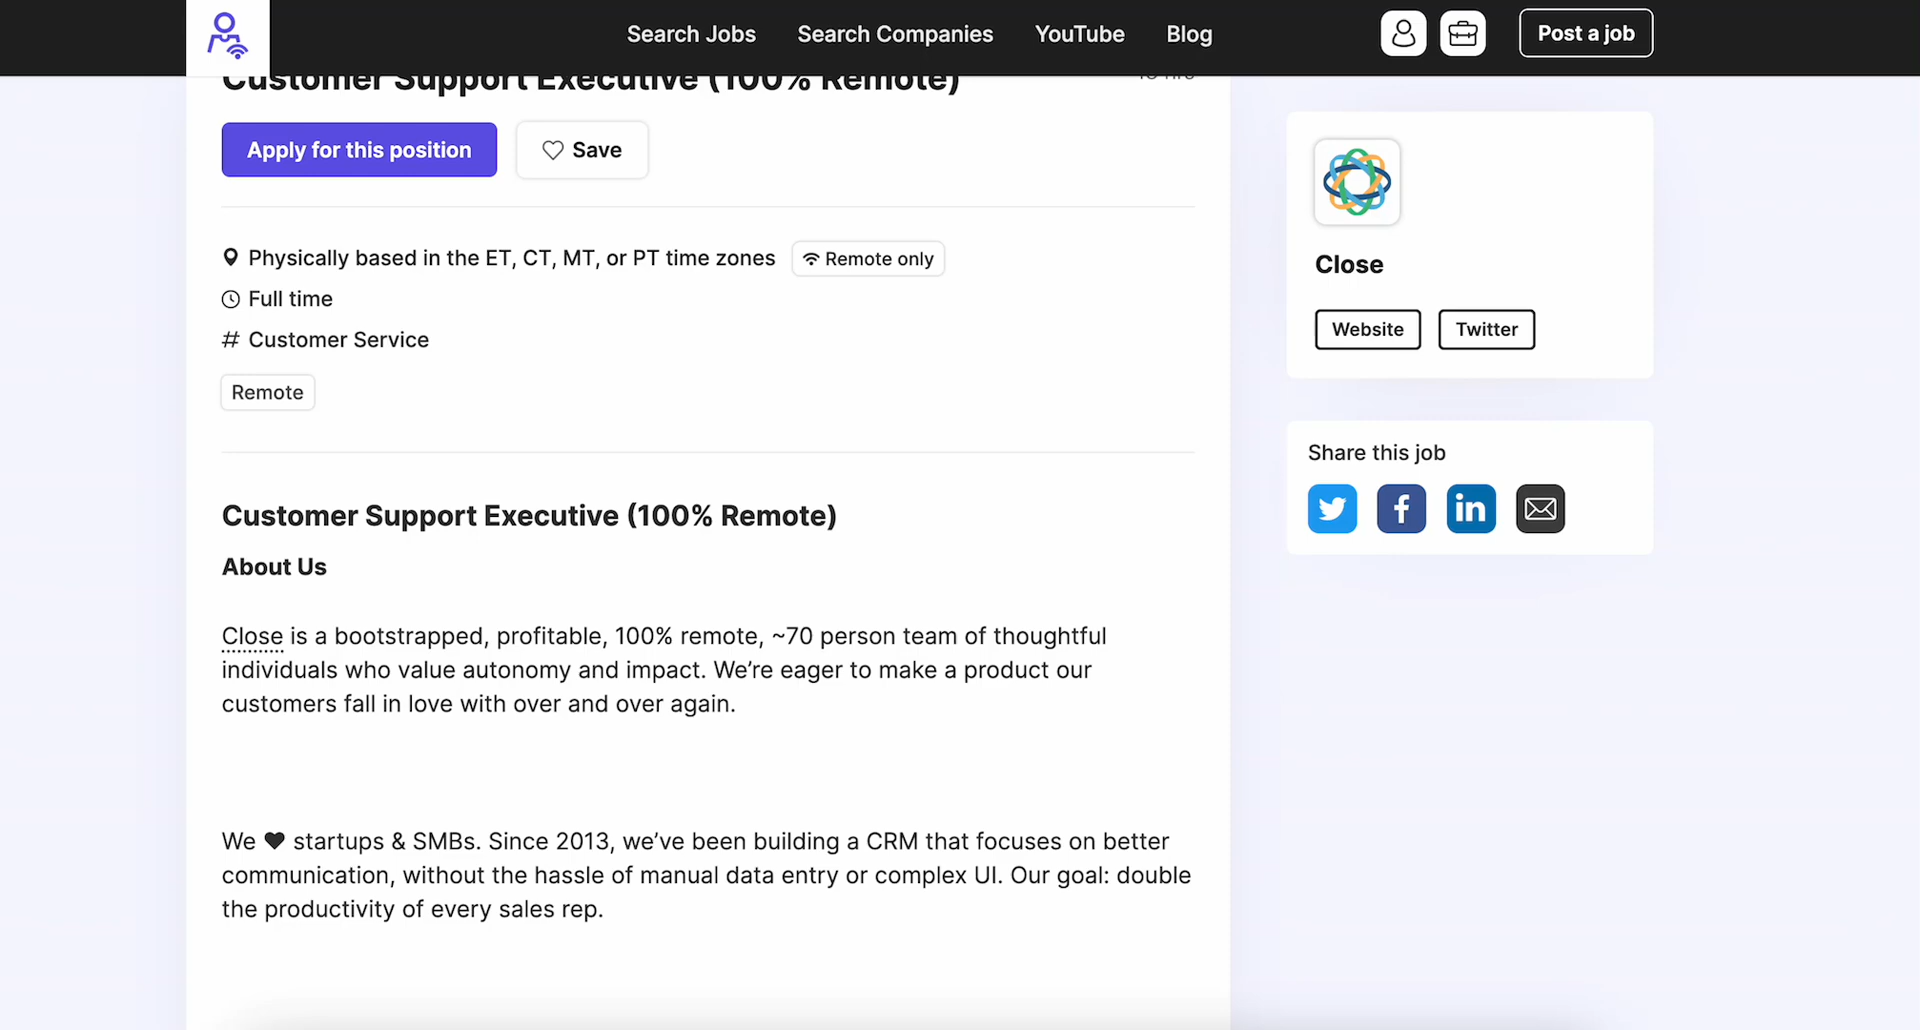 Search Jobs
Search Companies
YouTube
Blog
Post a job
Customer Support Executive (100% Remote)
Apply for this position
Save
Physically based in the ET, CT, MT, or PT time zones
Remote only
Full time
# Customer Service
Remote
Customer Support Executive (100% Remote)
About Us
Close is a bootstrapped, profitable, 100% remote, ~70 person team of thoughtful
individuals who value autonomy and impact. We’re eager to make a product our
customers fall in love with over and over again.
We ❤ startups & SMBs. Since 2013, we’ve been building a CRM that focuses on better
communication, without the hassle of manual data entry or complex UI. Our goal: double
the productivity of every sales rep.
Close
Website
Twitter
Share this job